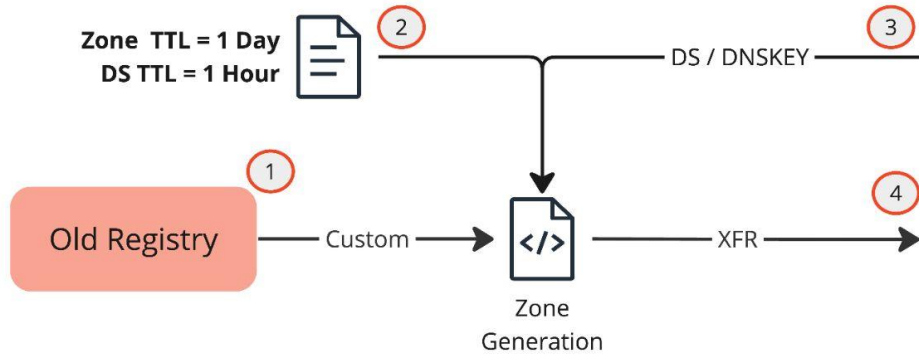 2
3
Zone TTL = 1 Day
DS TTL = 1 Hour
DS / DNSKEY
1
4
Old Registry
Custom
</>
XFR
Zone
Generation